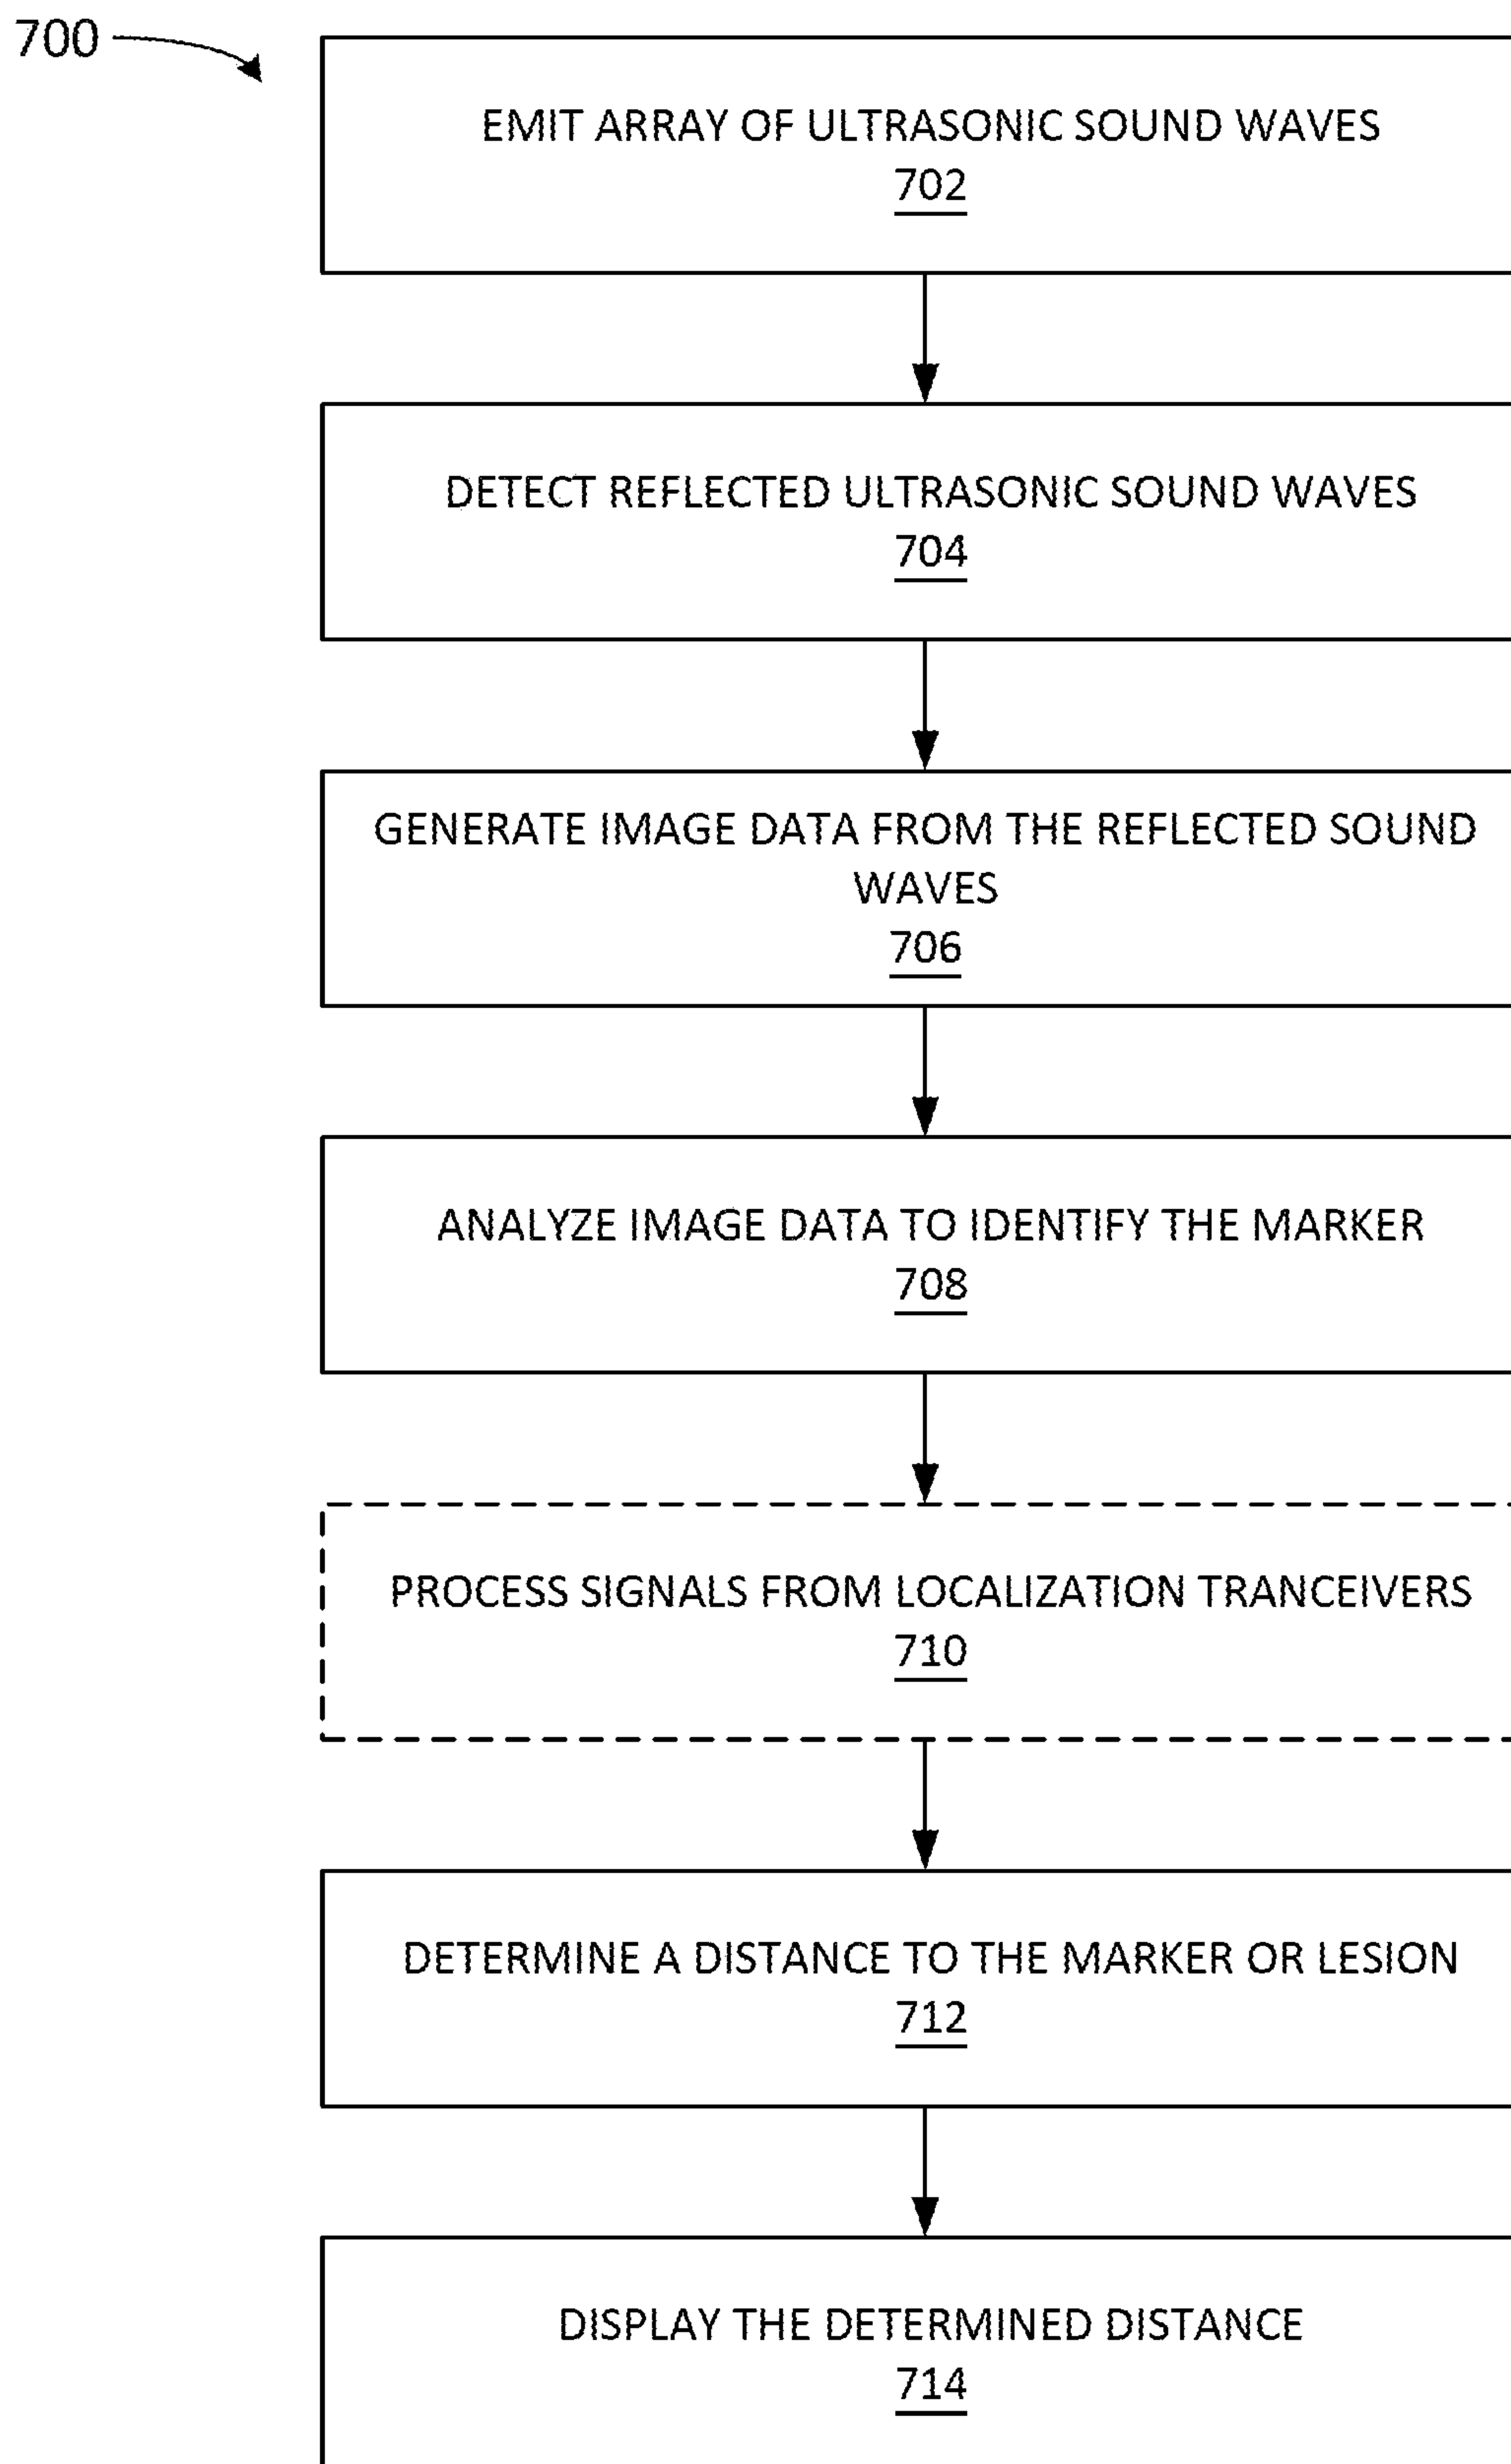 700
EMIT ARRAY OF ULTRASONIC SOUND WAVES
702
DETECT REFLECTED ULTRASONIC SOUND WAVES
704
GENERATE IMAGE DATA FROM THE REFLECTED SOUND
WAVES
706
ANALYZE IMAGE DATA TO IDENTIFY THE MARKER
708
PROCESS SIGNALS FROM LOCALIZATION TRANCEIVERS
710
DETERMINE A DISTANCE TO THE MARKER OR LESION
712
DISPLAY THE DETERMINED DISTANCE
714